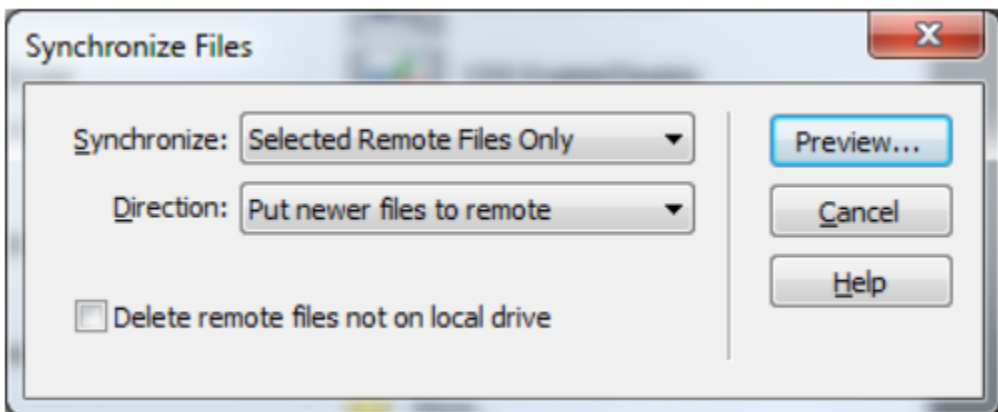 Synchronize Files
Synchronize: Selected Remote Files Only
Preview...
Direction: Put newer files to remote
Cancel
Help
Delete remote files not on local drive